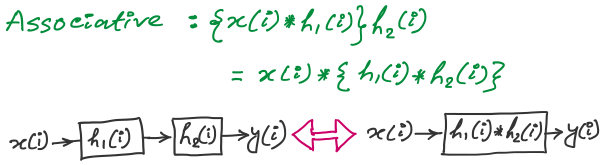 Associative : {x(i)*h₁(i)}h₂(i)
= x(i)*{h₁(i)*h₂(i)}
x(i) → h₁(i) → h₂(i) → y(i) ⇔ x(i) → h₁(i)*h₂(i) → y(i)